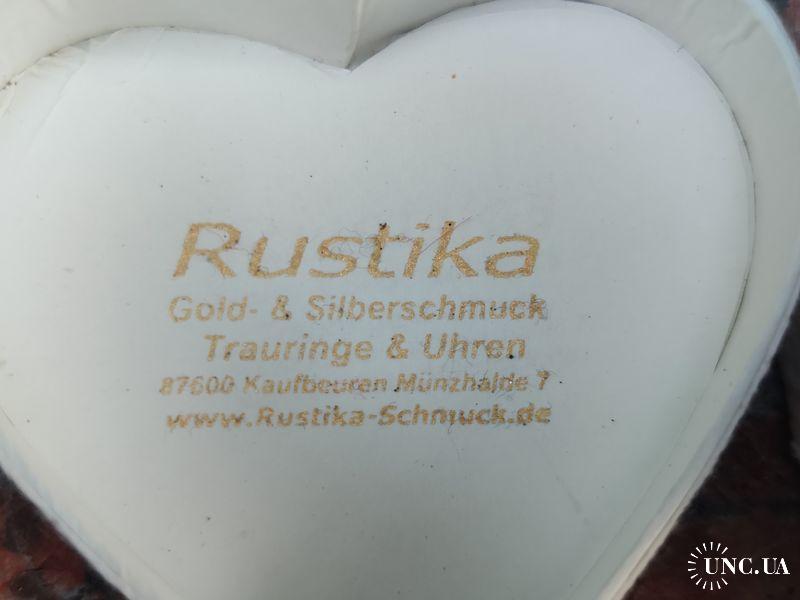 Rustika
Gold- & Silberschmuck
Trauringe & Uhren
87600 Kaufbeuren Münzhalde 7
www.Rustika-Schmuck.de
UNC.UA